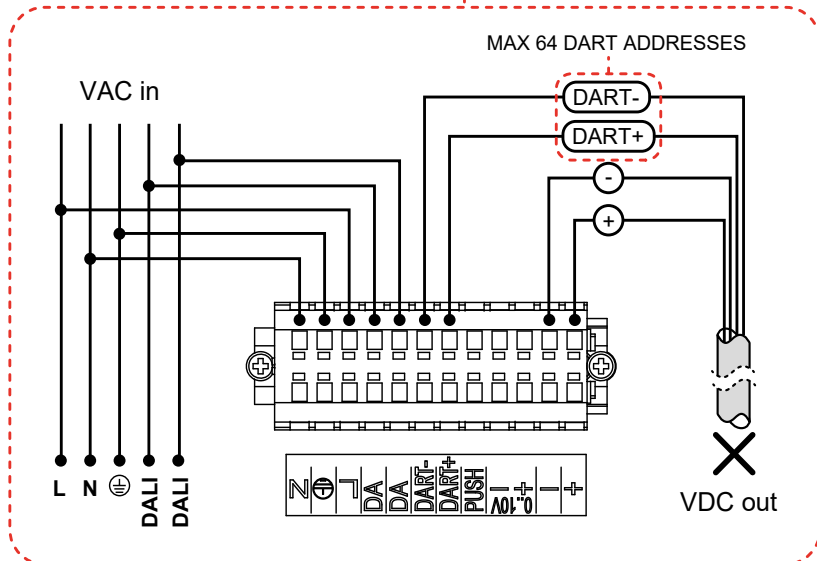 MAX 64 DART ADDRESSES
VAC in
DART-
DART+
-
+
L N DALI DALI
N L DA DA DART- DART+ PUSH - + 0..10V - +
VDC out